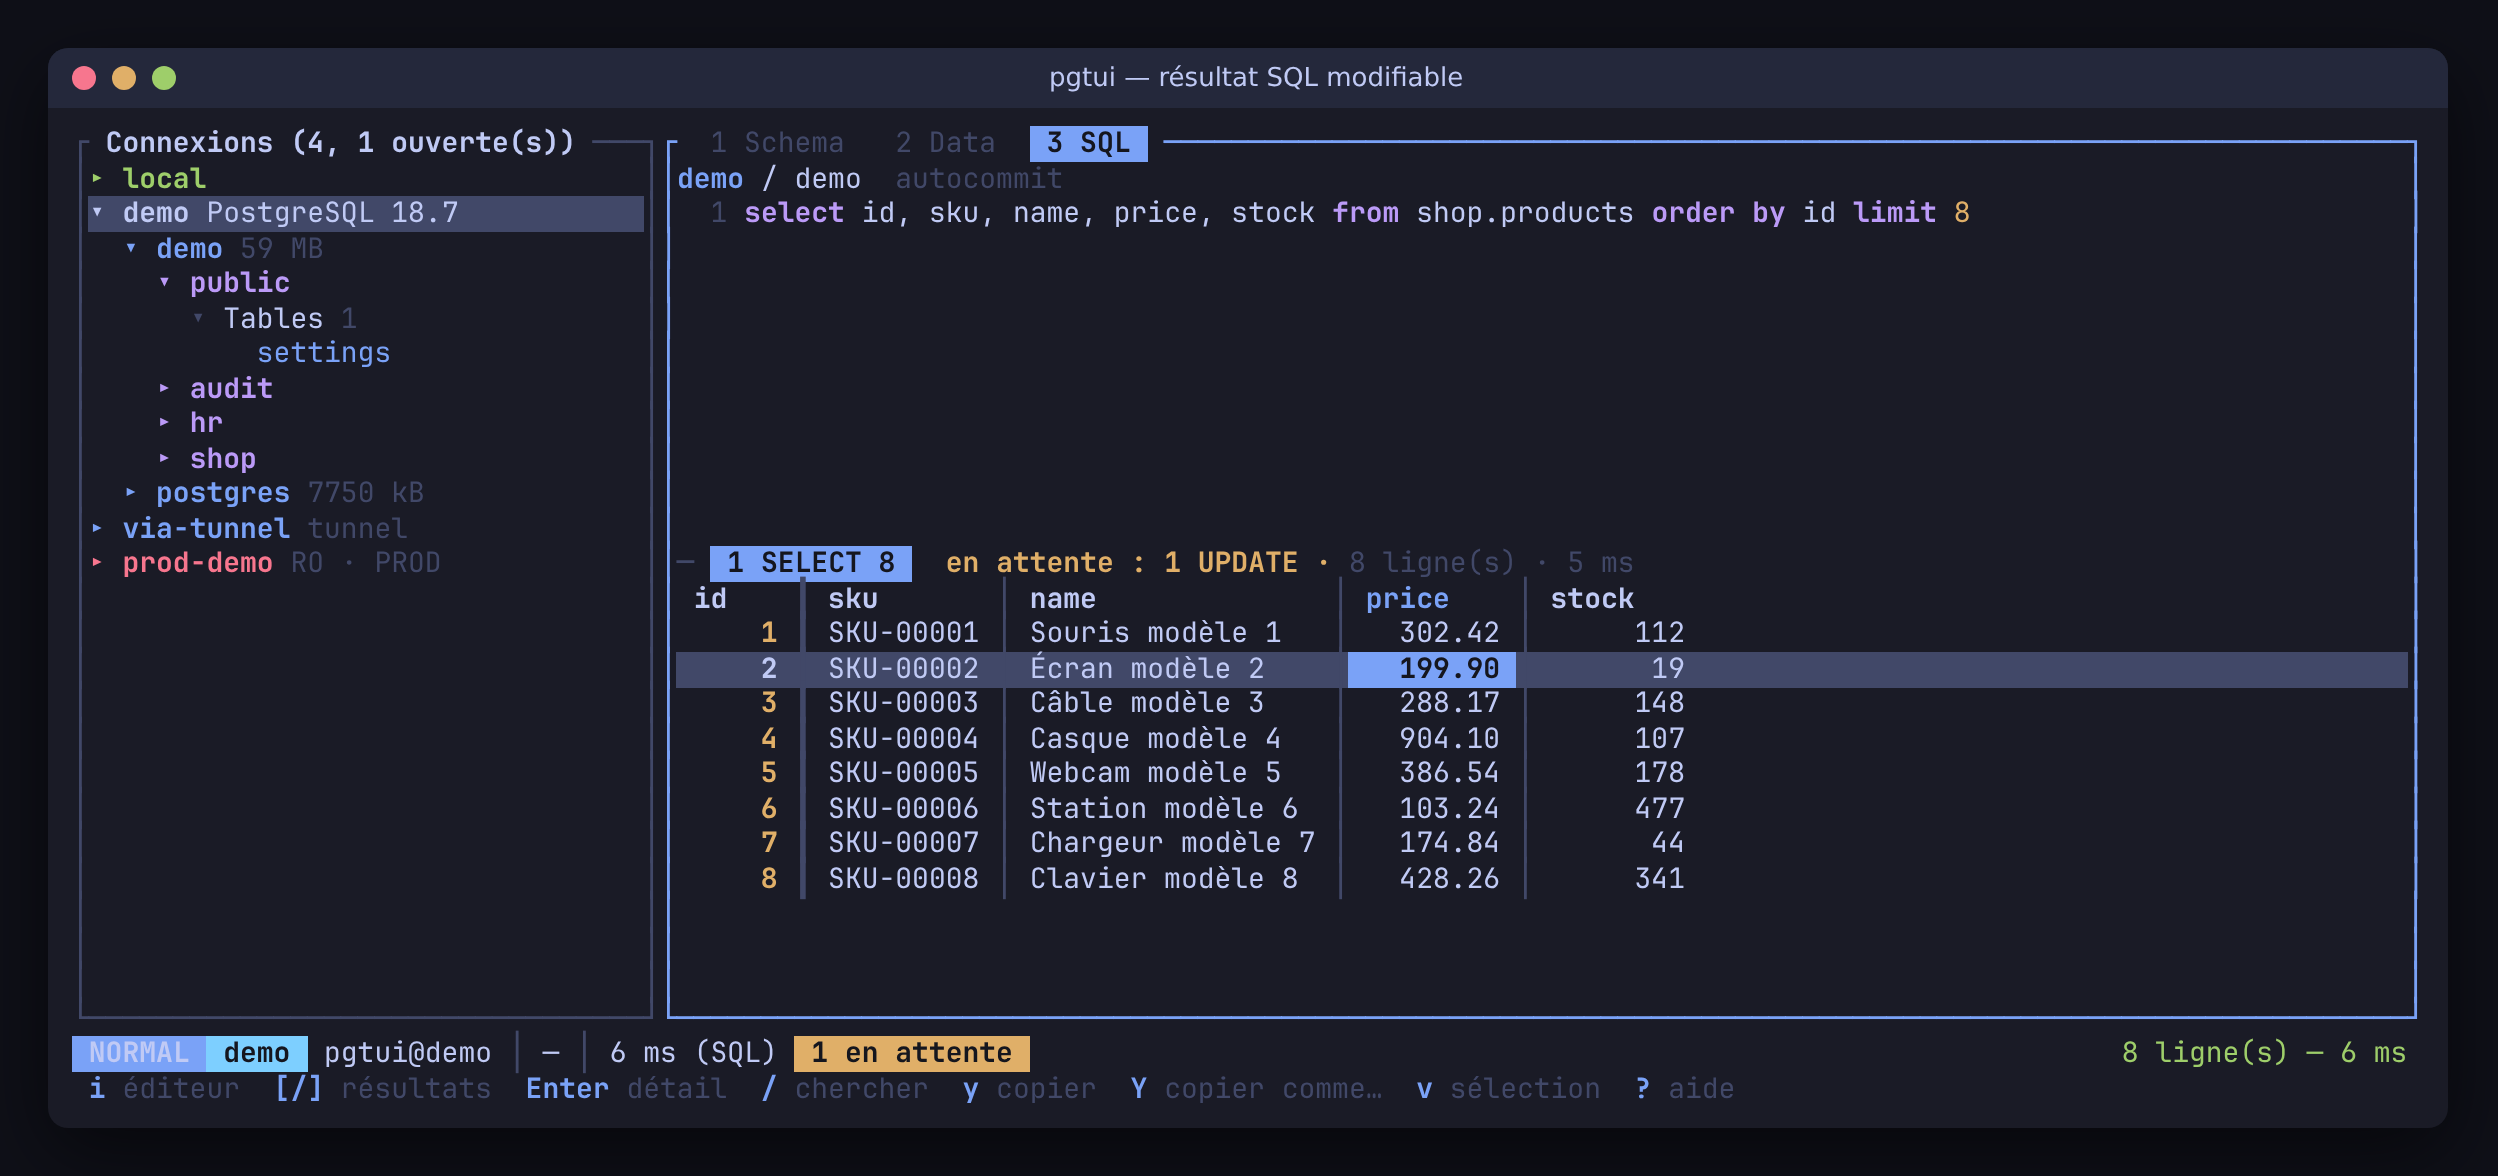 pgtui — résultat SQL modifiable
Connexions (4, 1 ouverte(s))
▸ local
▾ demo PostgreSQL 18.7
▾ demo 59 MB
▾ public
▾ Tables 1
settings
▸ audit
▸ hr
▸ shop
▸ postgres 7750 kB
▸ via-tunnel tunnel
▸ prod-demo RO · PROD
1 Schema 2 Data 3 SQL
demo / demo autocommit
1 select id, sku, name, price, stock from shop.products order by id limit 8
— 1 SELECT 8 en attente : 1 UPDATE · 8 ligne(s) · 5 ms
id sku name price stock
1 SKU-00001 Souris modèle 1 302.42 112
2 SKU-00002 Écran modèle 2 199.90 19
3 SKU-00003 Câble modèle 3 288.17 148
4 SKU-00004 Casque modèle 4 904.10 107
5 SKU-00005 Webcam modèle 5 386.54 178
6 SKU-00006 Station modèle 6 103.24 477
7 SKU-00007 Chargeur modèle 7 174.84 44
8 SKU-00008 Clavier modèle 8 428.26 341
NORMAL demo pgtui@demo │ — │ 6 ms (SQL) 1 en attente 8 ligne(s) — 6 ms
i éditeur [/] résultats Enter détail / chercher y copier Y copier comme… v sélection ? aide